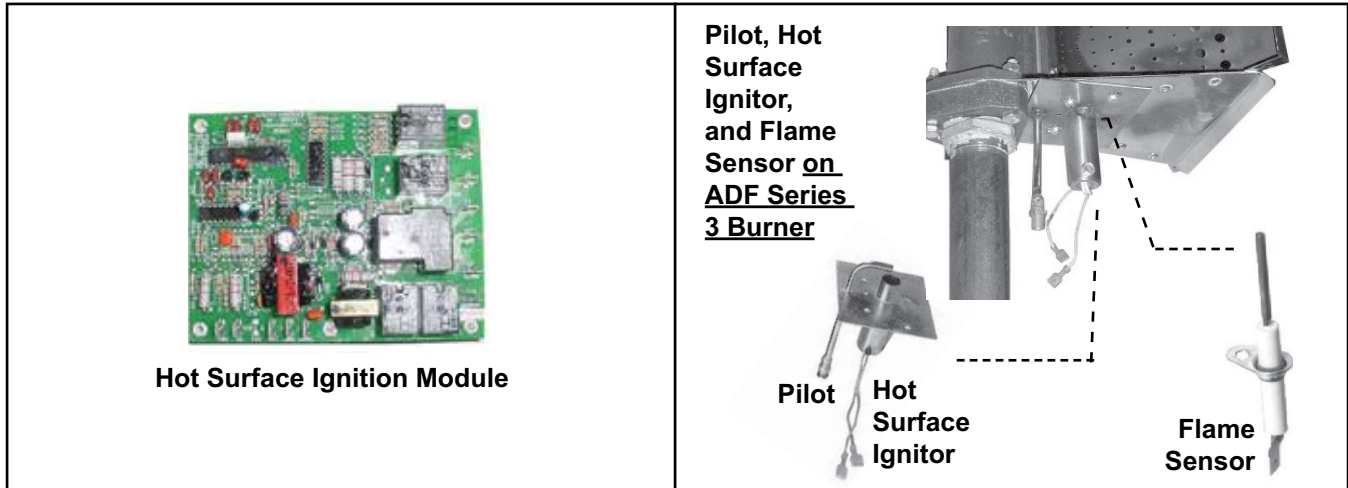 Hot Surface Ignition Module
Pilot, Hot
Surface
Ignitor,
and Flame
Sensor on
ADF Series
3 Burner
Pilot
Hot
Surface
Ignitor
Flame
Sensor